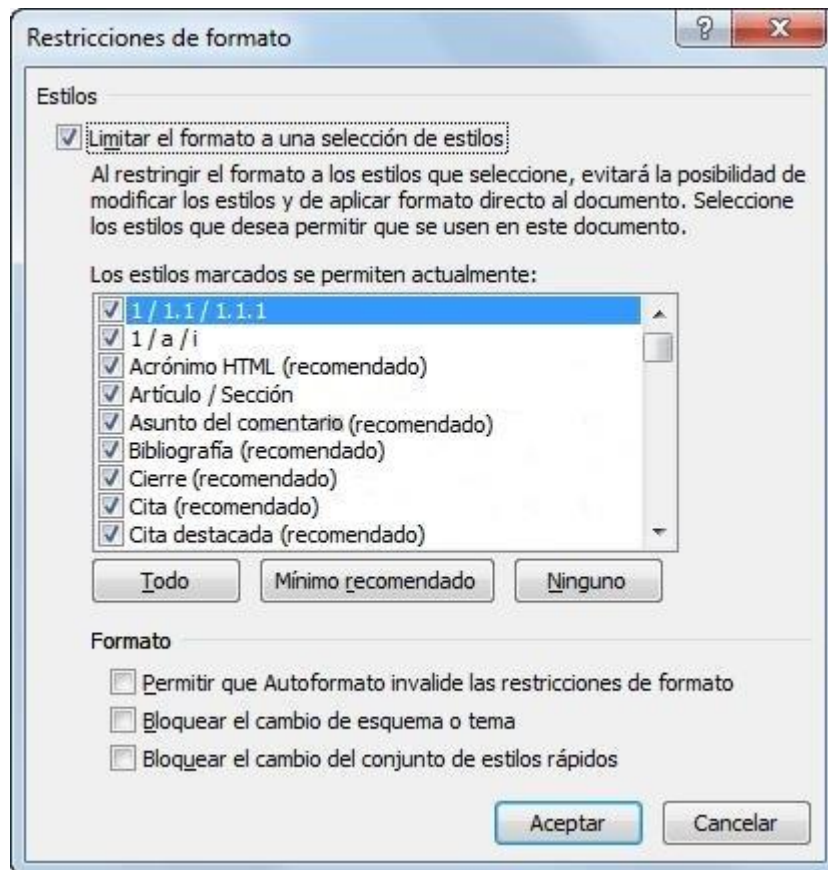 Restricciones de formato
Estilos
Limitar el formato a una selección de estilos
Al restringir el formato a los estilos que seleccione, evitará la posibilidad de
modificar los estilos y de aplicar formato directo al documento. Seleccione
los estilos que desea permitir que se usen en este documento.
Los estilos marcados se permiten actualmente:
1 / 1.1 / 1.1.1
1 / a / i
Acrónimo HTML (recomendado)
Artículo / Sección
Asunto del comentario (recomendado)
Bibliografía (recomendado)
Cierre (recomendado)
Cita (recomendado)
Cita destacada (recomendado)
Todo Mínimo recomendado Ninguno
Formato
Permitir que Autoformato invalide las restricciones de formato
Bloquear el cambio de esquema o tema
Bloquear el cambio del conjunto de estilos rápidos
Aceptar Cancelar